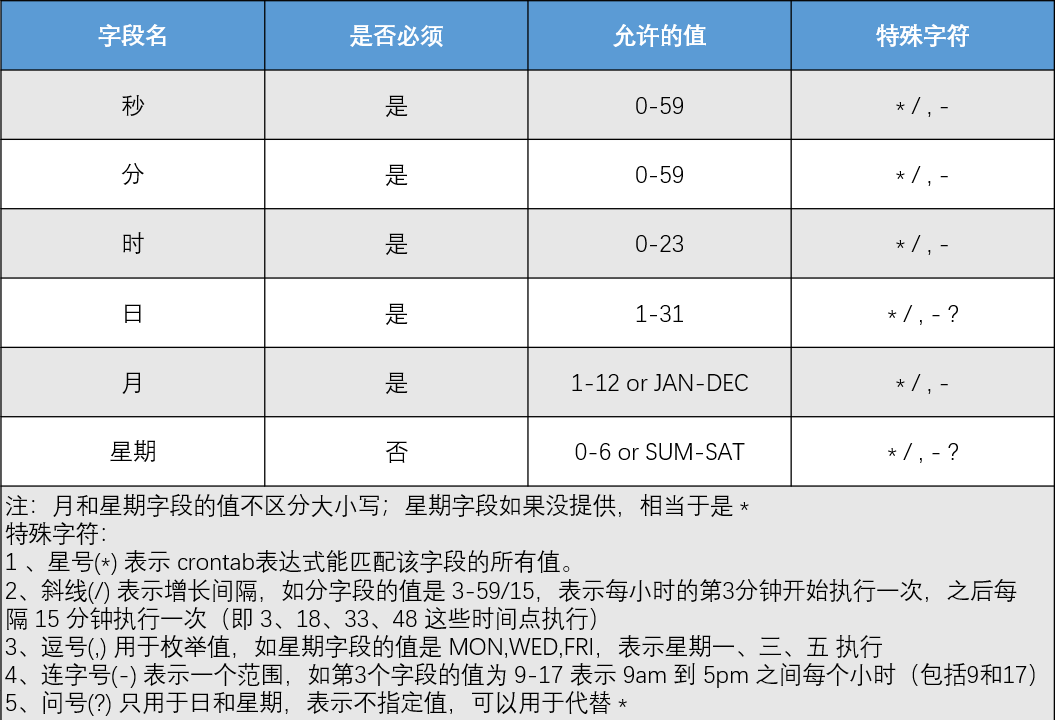 字段名 是否必须 允许的值 特殊字符
秒 是 0-59 * / , -
分 是 0-59 * / , -
时 是 0-23 * / , -
日 是 1-31 * / , - ?
月 是 1-12 or JAN-DEC * / , -
星期 否 0-6 or SUM-SAT * / , - ?
注：月和星期字段的值不区分大小写；星期字段如果没提供，相当于是 *
特殊字符：
1 、星号(*) 表示 crontab表达式能匹配该字段的所有值。
2、斜线(/) 表示增长间隔，如分字段的值是 3-59/15，表示每小时的第3分钟开始执行一次，之后每
隔 15 分钟执行一次（即 3、18、33、48 这些时间点执行）
3、逗号(,) 用于枚举值，如星期字段的值是 MON,WED,FRI，表示星期一、三、五 执行
4、连字号(-) 表示一个范围，如第3个字段的值为 9-17 表示 9am 到 5pm 之间每个小时（包括9和17）
5、问号(?) 只用于日和星期，表示不指定值，可以用于代替 *